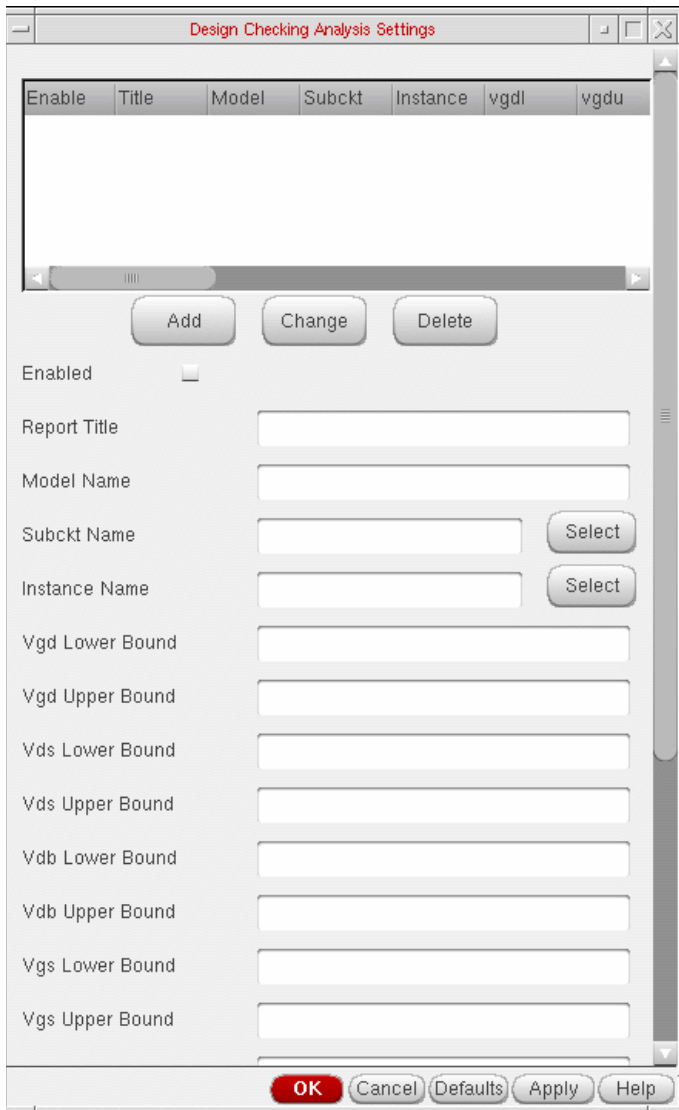 Design Checking Analysis Settings
Enable Title Model Subckt Instance vgdl vgdu
Add Change Delete
Enabled
Report Title
Model Name
Subckt Name Select
Instance Name Select
Vgd Lower Bound
Vgd Upper Bound
Vds Lower Bound
Vds Upper Bound
Vdb Lower Bound
Vdb Upper Bound
Vgs Lower Bound
Vgs Upper Bound
OK Cancel Defaults Apply Help